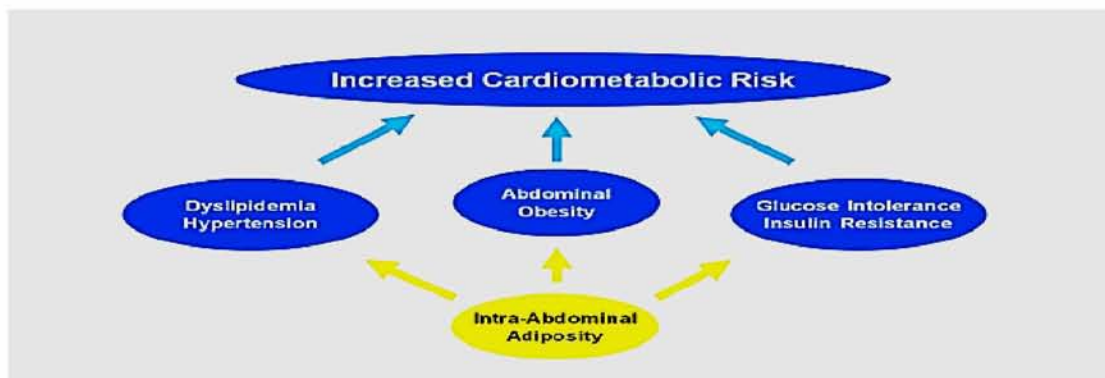 Increased Cardiometabolic Risk
Dyslipidemia
Hypertension
Abdominal
Obesity
Glucose Intolerance
Insulin Resistance
Intra-Abdominal
Adiposity